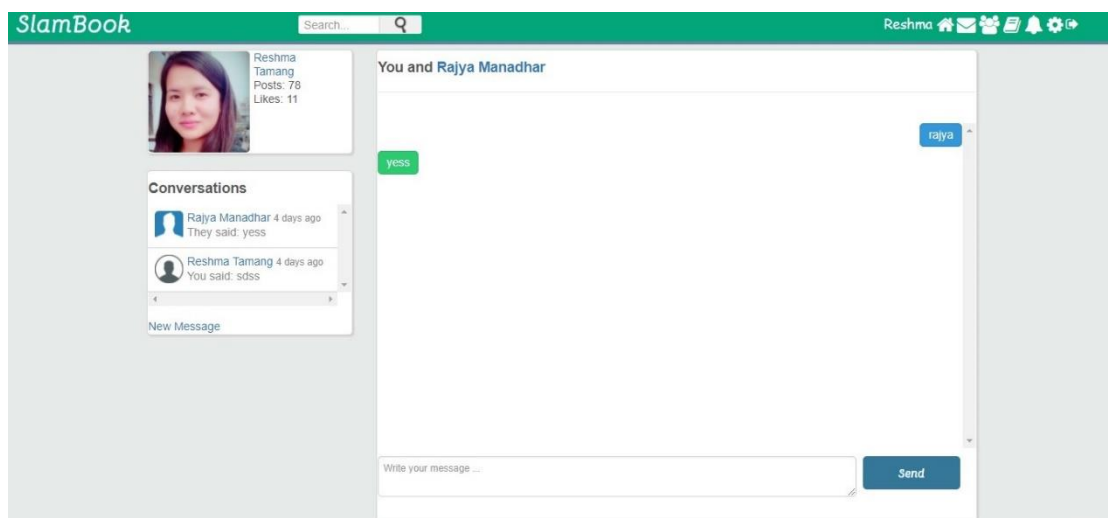 SlamBook
Search...
Reshma
Reshma
Tamang
Posts: 78
Likes: 11
Conversations
Rajya Manadhar 4 days ago
They said: yess
Reshma Tamang 4 days ago
You said: sdss
New Message
You and Rajya Manadhar
rajya
yess
Write your message ...
Send